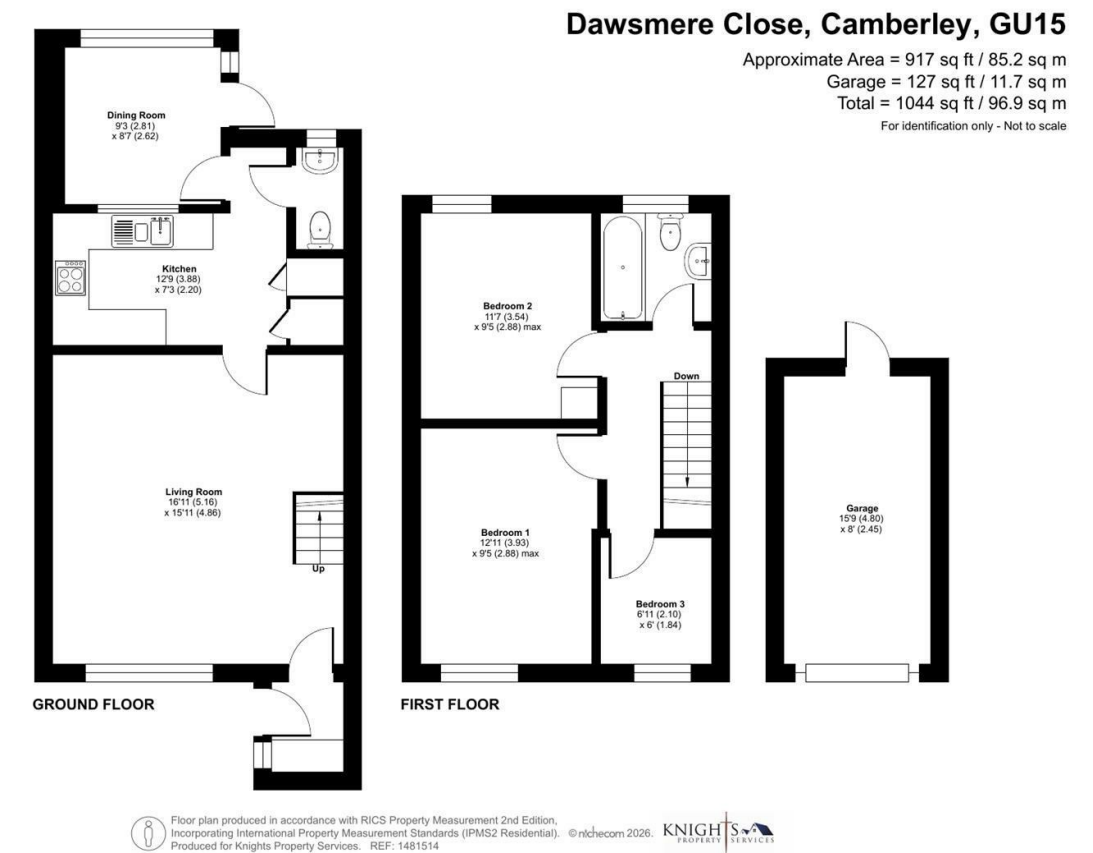 Dawsmere Close, Camberley, GU15
Approximate Area = 917 sq ft / 85.2 sq m
Garage = 127 sq ft / 11.7 sq m
Total = 1044 sq ft / 96.9 sq m
For identification only - Not to scale
Dining Room
9'3 (2.81)
x 8'7 (2.62)
Kitchen
12'9 (3.88)
x 7'3 (2.20)
Living Room
16'11 (5.16)
x 15'11 (4.86)
Up
GROUND FLOOR
Bedroom 2
11'7 (3.54)
x 9'5 (2.88) max
Down
Bedroom 1
12'11 (3.93)
x 9'5 (2.88) max
Bedroom 3
6'11 (2.10)
x 6' (1.84)
FIRST FLOOR
Garage
15'9 (4.80)
x 8' (2.45)
Floor plan produced in accordance with RICS Property Measurement 2nd Edition,
Incorporating International Property Measurement Standards (IPMS2 Residential). © ntchecom 2026.
Produced for Knights Property Services. REF: 1481514
KNIGHTS
PROPERTY SERVICES